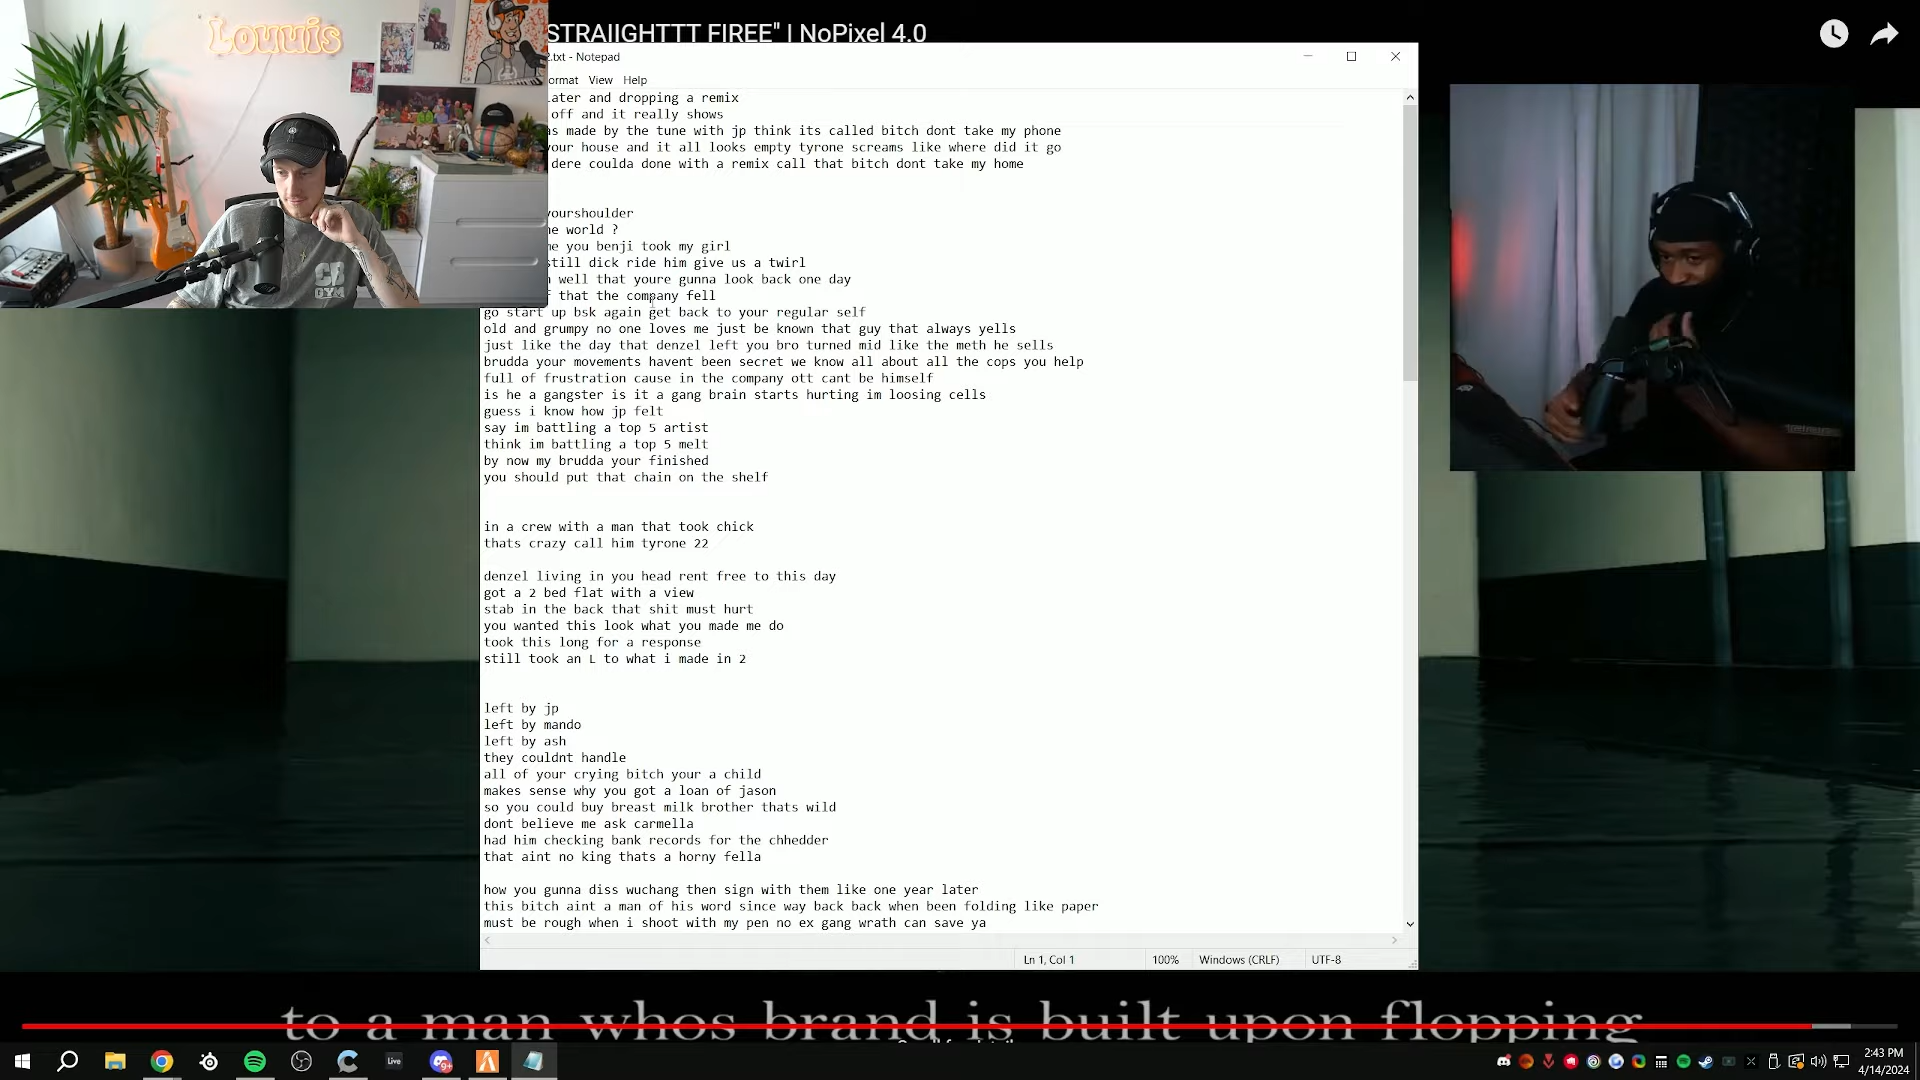 Louuis
STRAIIGHTTT FIREE" | NoPixel 4.0
2.txt - Notepad
ormat View Help
later and dropping a remix
off and it really shows
as made by the tune with jp think its called bitch dont take my phone
your house and it all looks empty tyrone screams like where did it go
dere coulda done with a remix call that bitch dont take my home
yourshoulder
he world ?
me you benji took my girl
still dick ride him give us a twirl
well that youre gunna look back one day
f that the company fell
go start up bsk again get back to your regular self
old and grumpy no one loves me just be known that guy that always yells
just like the day that denzel left you bro turned mid like the meth he sells
brudda your movements havent been secret we know all about all the cops you help
full of frustration cause in the company ott cant be himself
is he a gangster is it a gang brain starts hurting im loosing cells
guess i know how jp felt
say im battling a top 5 artist
think im battling a top 5 melt
by now my brudda your finished
you should put that chain on the shelf
in a crew with a man that took chick
thats crazy call him tyrone 22
denzel living in you head rent free to this day
got a 2 bed flat with a view
stab in the back that shit must hurt
you wanted this look what you made me do
took this long for a response
still took an L to what i made in 2
left by jp
left by mando
left by ash
they couldnt handle
all of your crying bitch your a child
makes sense why you got a loan of jason
so you could buy breast milk brother thats wild
dont believe me ask carmella
had him checking bank records for the chhedder
that aint no king thats a horny fella
how you gunna diss wuchang then sign with them like one year later
this bitch aint a man of his word since way back back when been folding like paper
must be rough when i shoot with my pen no ex gang wrath can save ya
Ln 1, Col 1
100%
Windows (CRLF)
UTF-8
CB
GYM
to a man whos brand is built upon flopping
Live
2:43 PM
4/14/2024